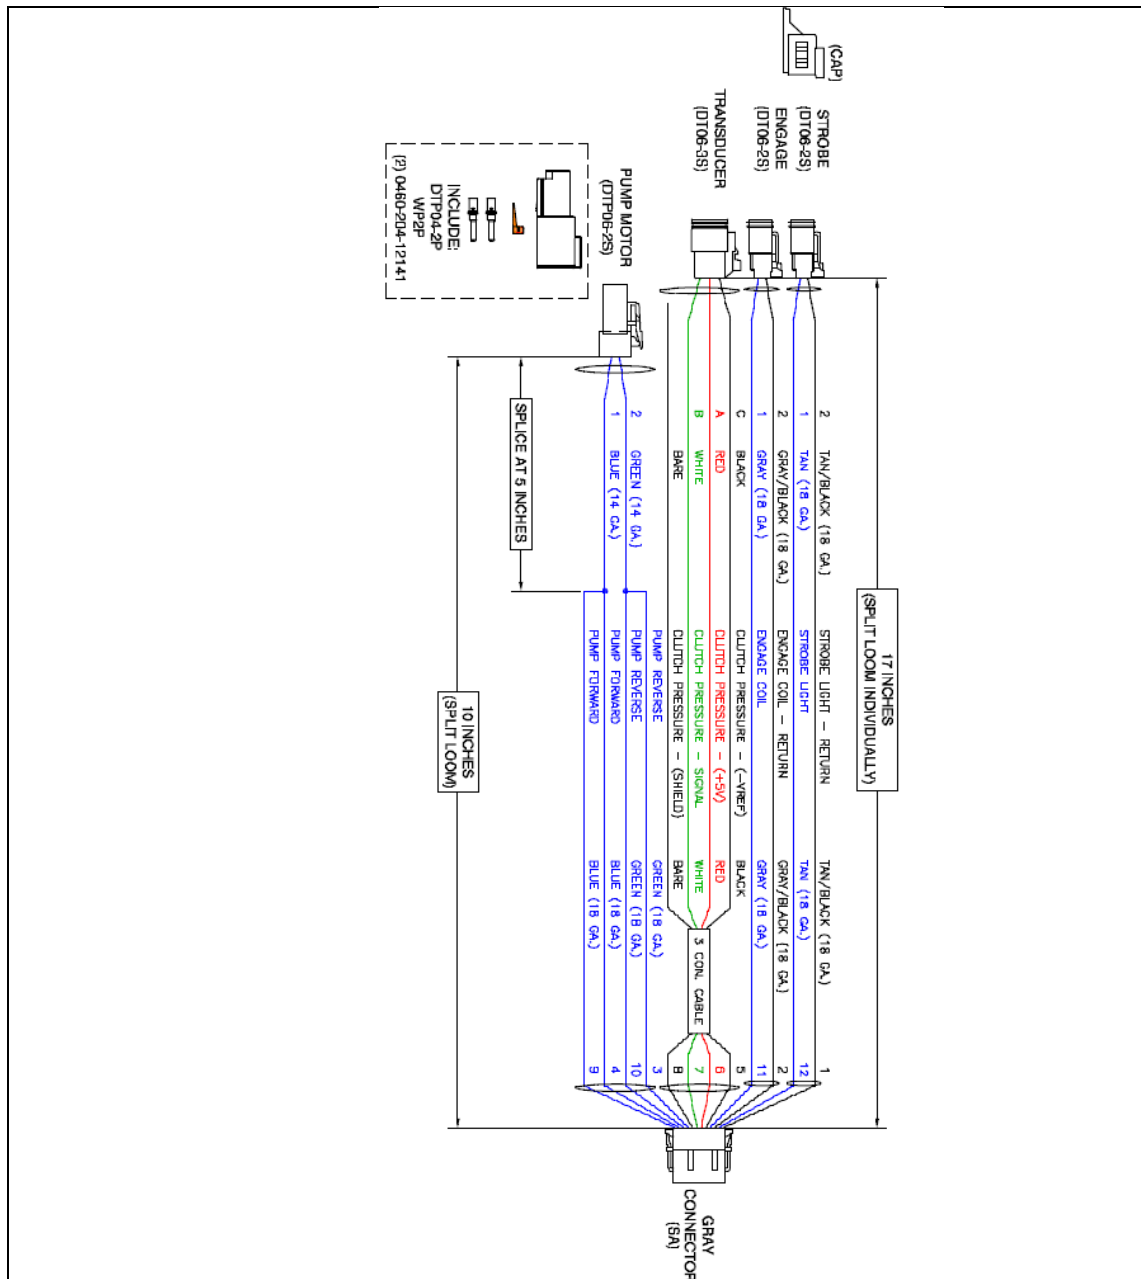 (CAP)
STROBE
(DT06-2S)
ENGAGE
(DT06-2S)
TRANSDUCER
(DT06-3S)
PUMP MOTOR
(DTP06-2S)
INCLUDE:
DTP04-2P
WP2P
(2) 0460-204-12141
17 INCHES
(SPLIT LOOM INDIVIDUALLY)
2 TAN/BLACK (18 GA.) STROBE LIGHT - RETURN TAN/BLACK (18 GA.) 1
1 TAN (18 GA.) STROBE LIGHT TAN (18 GA.) 12
2 GRAY/BLACK (18 GA.) ENGAGE COIL - RETURN GRAY/BLACK (18 GA.) 2
1 GRAY (18 GA.) ENGAGE COIL GRAY (18 GA.) 11
C BLACK CLUTCH PRESSURE - (-VREF) BLACK 5
A RED CLUTCH PRESSURE - (+5V) RED 6
B WHITE CLUTCH PRESSURE - SIGNAL WHITE 7
BARE CLUTCH PRESSURE - (SHIELD) BARE 8
3 CON. CABLE
PUMP REVERSE GREEN (18 GA.) 3
2 GREEN (14 GA.) PUMP REVERSE GREEN (18 GA.) 10
1 BLUE (14 GA.) PUMP FORWARD BLUE (18 GA.) 4
PUMP FORWARD BLUE (18 GA.) 9
SPLICE AT 5 INCHES
10 INCHES
(SPLIT LOOM)
GRAY
CONNECTOR
(SA)